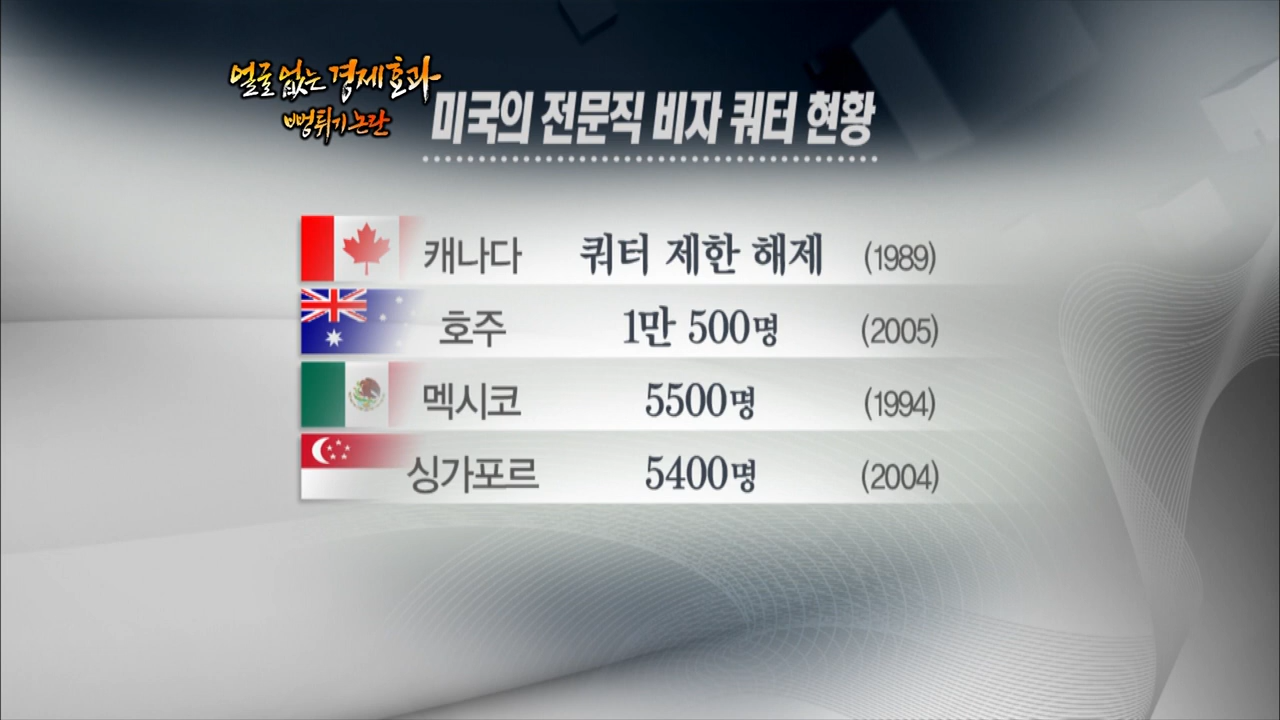 얼굴 없는 경제효과
뻥튀기 논란
미국의 전문직 비자 쿼터 현황
캐나다 쿼터 제한 해제 (1989)
호주 1만 500명 (2005)
멕시코 5500명 (1994)
싱가포르 5400명 (2004)